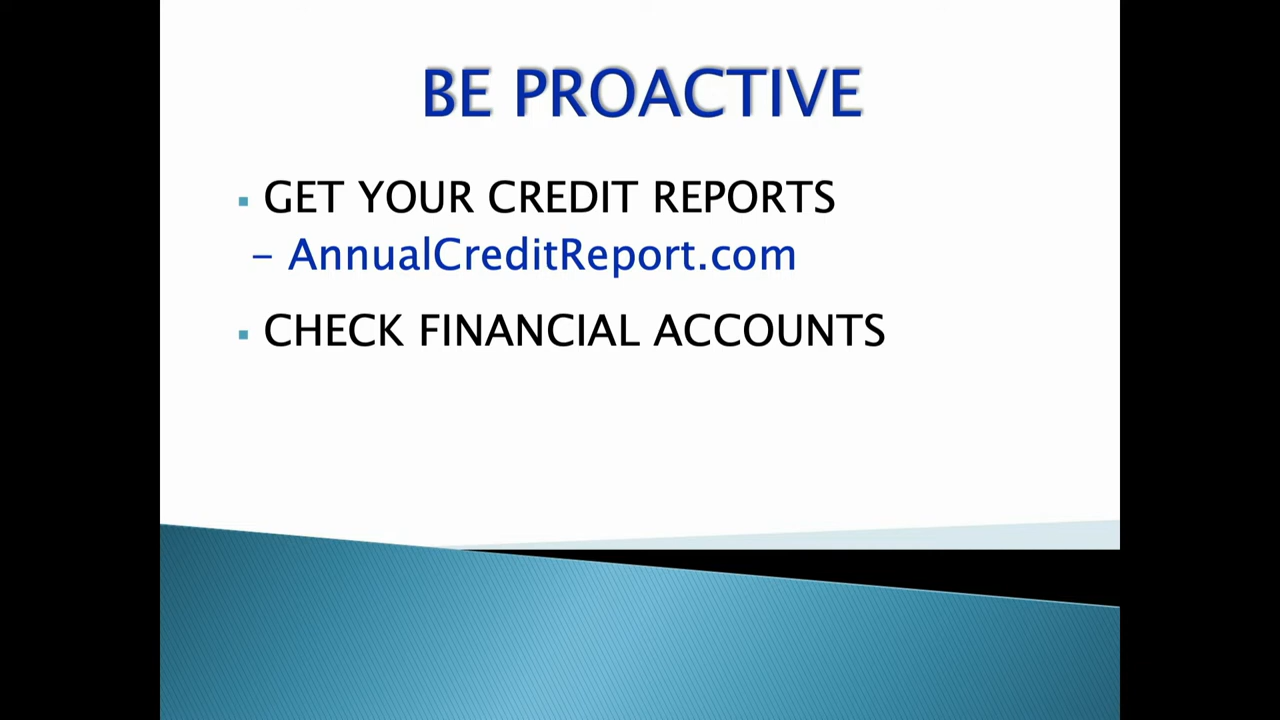 BE PROACTIVE
▪ GET YOUR CREDIT REPORTS
– AnnualCreditReport.com
▪ CHECK FINANCIAL ACCOUNTS